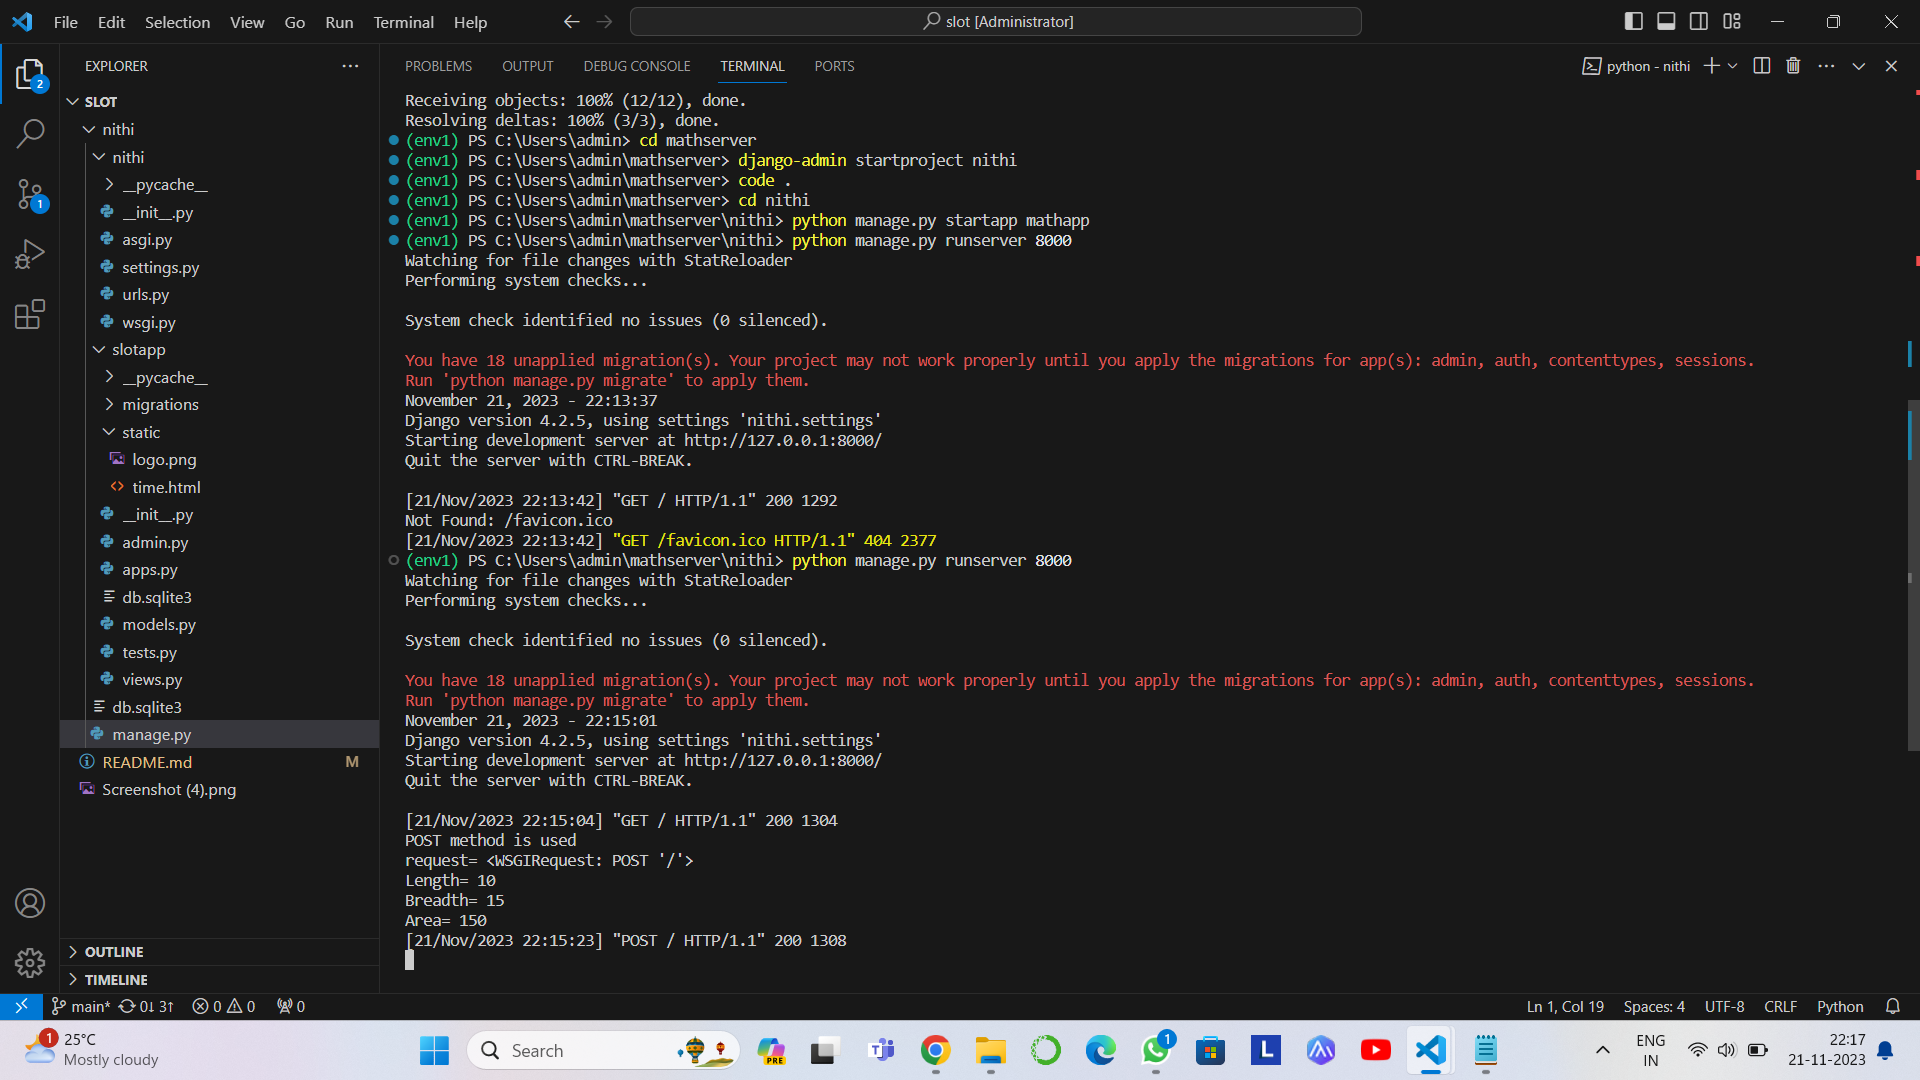 File Edit Selection View Go Run Terminal Help
slot [Administrator]
EXPLORER
2
SLOT
nithi
nithi
__pycache__
__init__.py
asgi.py
settings.py
urls.py
wsgi.py
slotapp
__pycache__
migrations
static
logo.png
time.html
__init__.py
admin.py
apps.py
db.sqlite3
models.py
tests.py
views.py
db.sqlite3
manage.py
README.md M
Screenshot (4).png
OUTLINE
TIMELINE
1
PROBLEMS OUTPUT DEBUG CONSOLE TERMINAL PORTS
python - nithi
Receiving objects: 100% (12/12), done.
Resolving deltas: 100% (3/3), done.
(env1) PS C:\Users\admin> cd mathserver
(env1) PS C:\Users\admin\mathserver> django-admin startproject nithi
(env1) PS C:\Users\admin\mathserver> code .
(env1) PS C:\Users\admin\mathserver> cd nithi
(env1) PS C:\Users\admin\mathserver\nithi> python manage.py startapp mathapp
(env1) PS C:\Users\admin\mathserver\nithi> python manage.py runserver 8000
Watching for file changes with StatReloader
Performing system checks...
System check identified no issues (0 silenced).
You have 18 unapplied migration(s). Your project may not work properly until you apply the migrations for app(s): admin, auth, contenttypes, sessions.
Run 'python manage.py migrate' to apply them.
November 21, 2023 - 22:13:37
Django version 4.2.5, using settings 'nithi.settings'
Starting development server at http://127.0.0.1:8000/
Quit the server with CTRL-BREAK.
[21/Nov/2023 22:13:42] "GET / HTTP/1.1" 200 1292
Not Found: /favicon.ico
[21/Nov/2023 22:13:42] "GET /favicon.ico HTTP/1.1" 404 2377
(env1) PS C:\Users\admin\mathserver\nithi> python manage.py runserver 8000
Watching for file changes with StatReloader
Performing system checks...
System check identified no issues (0 silenced).
You have 18 unapplied migration(s). Your project may not work properly until you apply the migrations for app(s): admin, auth, contenttypes, sessions.
Run 'python manage.py migrate' to apply them.
November 21, 2023 - 22:15:01
Django version 4.2.5, using settings 'nithi.settings'
Starting development server at http://127.0.0.1:8000/
Quit the server with CTRL-BREAK.
[21/Nov/2023 22:15:04] "GET / HTTP/1.1" 200 1304
POST method is used
request= <WSGIRequest: POST '/'>
Length= 10
Breadth= 15
Area= 150
[21/Nov/2023 22:15:23] "POST / HTTP/1.1" 200 1308
main* 0↓ 3↑ 0 0 0
Ln 1, Col 19 Spaces: 4 UTF-8 CRLF Python
1
25°C
Mostly cloudy
Search
PRE
T
1
L
ENG
IN
22:17
21-11-2023